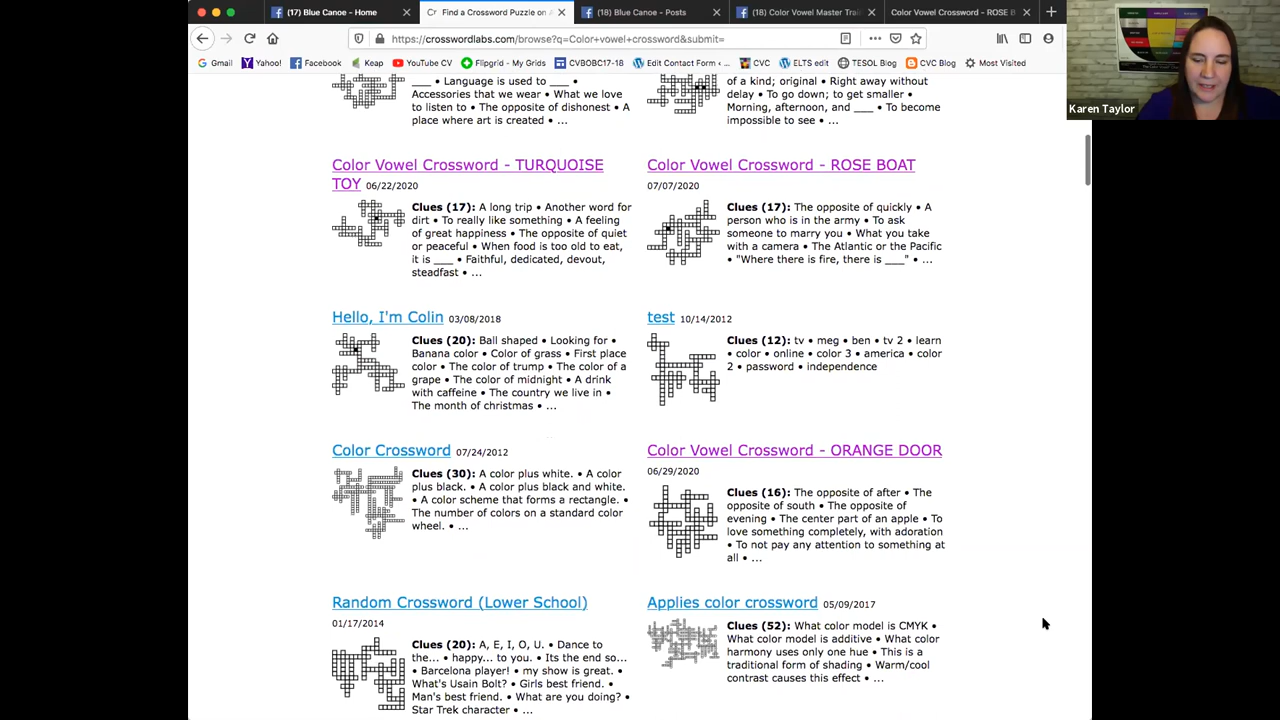 (17) Blue Canoe - Home
Find a Crossword Puzzle on
(18) Blue Canoe - Posts
(18) Color Vowel Master Trai
Color Vowel Crossword - ROSE B
https://crosswordlabs.com/browse?q=Color+vowel+crossword&submit=
Gmail Yahoo! Facebook Keap YouTube CV Flipgrid - My Grids CVBOBC17-18 Edit Contact Form ‹ ... CVC ELTS edit TESOL Blog CVC Blog Most Visited
Karen Taylor
___ • Language is used to ___ •
Accessories that we wear • What we love
to listen to • The opposite of dishonest • A
place where art is created • ...
of a kind; original • Right away without
delay • To go down; to get smaller •
Morning, afternoon, and ___ • To become
impossible to see • ...
Color Vowel Crossword - TURQUOISE
TOY 06/22/2020
Clues (17): A long trip • Another word for
dirt • To really like something • A feeling
of great happiness • The opposite of quiet
or peaceful • When food is too old to eat,
it is ___ • Faithful, dedicated, devout,
steadfast • ...
Color Vowel Crossword - ROSE BOAT
07/07/2020
Clues (17): The opposite of quickly • A
person who is in the army • To ask
someone to marry you • What you take
with a camera • The Atlantic or the Pacific
• "Where there is fire, there is ___" • ...
Hello, I'm Colin 03/08/2018
Clues (20): Ball shaped • Looking for •
Banana color • Color of grass • First place
color • The color of trump • The color of a
grape • The color of midnight • A drink
with caffeine • The country we live in •
The month of christmas • ...
test 10/14/2012
Clues (12): tv • meg • ben • tv 2 • learn
• color • online • color 3 • america • color
2 • password • independence
Color Crossword 07/24/2012
Clues (30): A color plus white. • A color
plus black. • A color plus black and white.
• A color scheme that forms a rectangle. •
The number of colors on a standard color
wheel. • ...
Color Vowel Crossword - ORANGE DOOR
06/29/2020
Clues (16): The opposite of after • The
opposite of south • The opposite of
evening • The center part of an apple • To
love something completely, with adoration
• To not pay any attention to something at
all • ...
Random Crossword (Lower School)
01/17/2014
Clues (20): A, E, I, O, U. • Dance to
the... • happy... to you. • Its the end so...
• Barcelona player! • my show is great. •
What's Usain Bolt? • Girls best friend. •
Man's best friend. • What are you doing? •
Star Trek character • ...
Applies color crossword 05/09/2017
Clues (52): What color model is CMYK •
What color model is additive • What color
harmony uses only one hue • This is a
traditional form of shading • Warm/cool
contrast causes this effect • ...